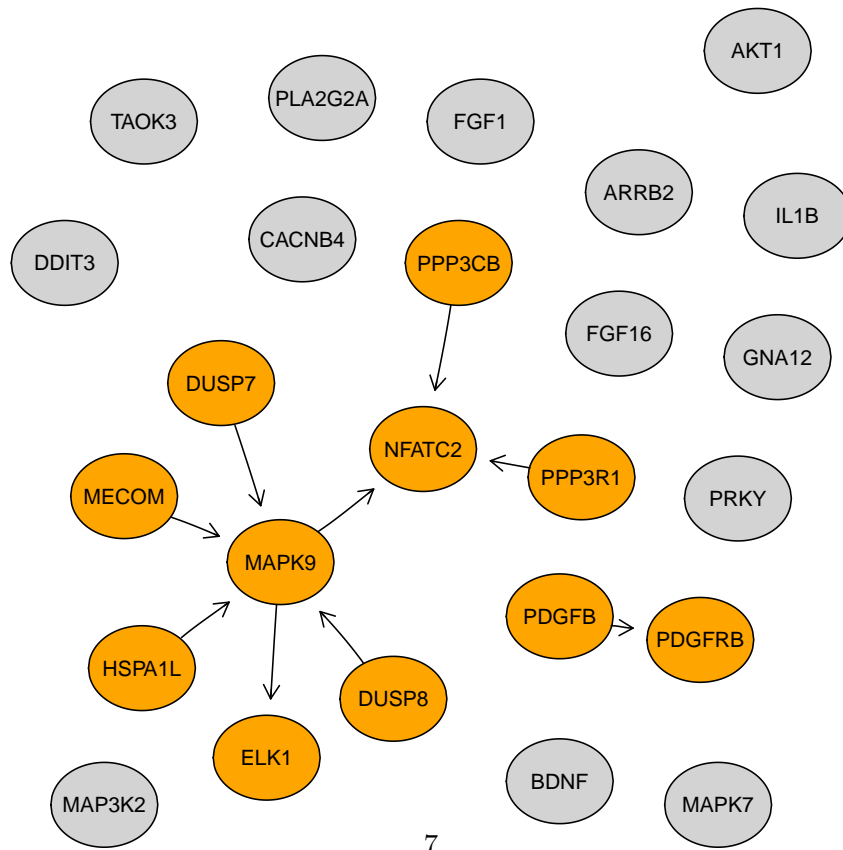 AKT1
PLA2G2A
TAOK3
FGF1
ARRB2
IL1B
CACNB4
DDIT3
PPP3CB
FGF16
GNA12
DUSP7
NFATC2
PPP3R1
MECOM
PRKY
MAPK9
PDGFB
PDGFRB
HSPA1L
DUSP8
ELK1
BDNF
MAP3K2
MAPK7
7